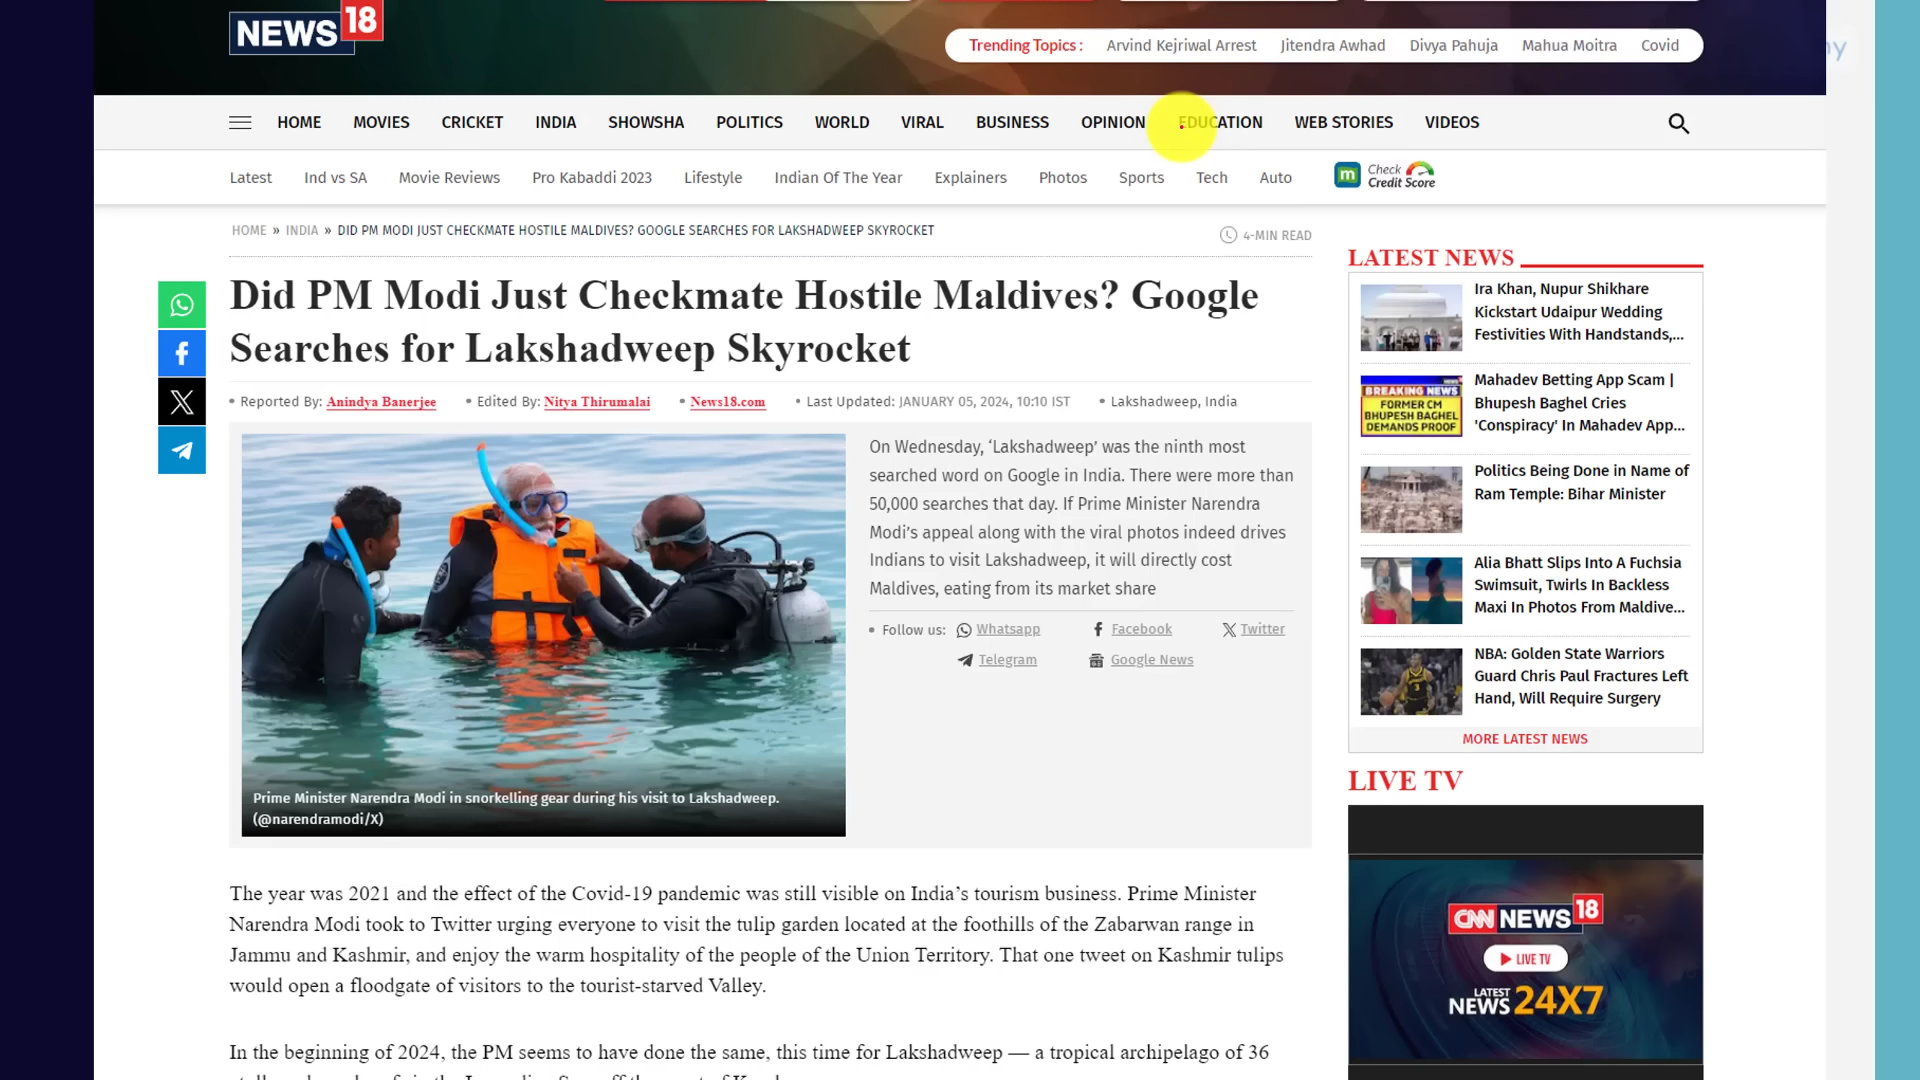 NEWS 18
Trending Topics : Arvind Kejriwal Arrest Jitendra Awhad Divya Pahuja Mahua Moitra Covid
HOME MOVIES CRICKET INDIA SHOWSHA POLITICS WORLD VIRAL BUSINESS OPINION EDUCATION WEB STORIES VIDEOS
Latest Ind vs SA Movie Reviews Pro Kabaddi 2023 Lifestyle Indian Of The Year Explainers Photos Sports Tech Auto m Check Credit Score
HOME » INDIA » DID PM MODI JUST CHECKMATE HOSTILE MALDIVES? GOOGLE SEARCHES FOR LAKSHADWEEP SKYROCKET
4-MIN READ
Did PM Modi Just Checkmate Hostile Maldives? Google
Searches for Lakshadweep Skyrocket
• Reported By: Anindya Banerjee • Edited By: Nitya Thirumalai • News18.com • Last Updated: JANUARY 05, 2024, 10:10 IST • Lakshadweep, India
Prime Minister Narendra Modi in snorkelling gear during his visit to Lakshadweep.
(@narendramodi/X)
On Wednesday, ‘Lakshadweep’ was the ninth most
searched word on Google in India. There were more than
50,000 searches that day. If Prime Minister Narendra
Modi’s appeal along with the viral photos indeed drives
Indians to visit Lakshadweep, it will directly cost
Maldives, eating from its market share
• Follow us: Whatsapp Facebook Twitter
Telegram Google News
The year was 2021 and the effect of the Covid-19 pandemic was still visible on India’s tourism business. Prime Minister
Narendra Modi took to Twitter urging everyone to visit the tulip garden located at the foothills of the Zabarwan range in
Jammu and Kashmir, and enjoy the warm hospitality of the people of the Union Territory. That one tweet on Kashmir tulips
would open a floodgate of visitors to the tourist-starved Valley.
In the beginning of 2024, the PM seems to have done the same, this time for Lakshadweep — a tropical archipelago of 36
LATEST NEWS
Ira Khan, Nupur Shikhare
Kickstart Udaipur Wedding
Festivities With Handstands,...
BREAKING NEWS
FORMER CM
BHUPESH BAGHEL
DEMANDS PROOF
Mahadev Betting App Scam |
Bhupesh Baghel Cries
'Conspiracy' In Mahadev App...
Politics Being Done in Name of
Ram Temple: Bihar Minister
Alia Bhatt Slips Into A Fuchsia
Swimsuit, Twirls In Backless
Maxi In Photos From Maldive...
NBA: Golden State Warriors
Guard Chris Paul Fractures Left
Hand, Will Require Surgery
MORE LATEST NEWS
LIVE TV
CNN NEWS 18
LIVE TV
LATEST
NEWS 24X7